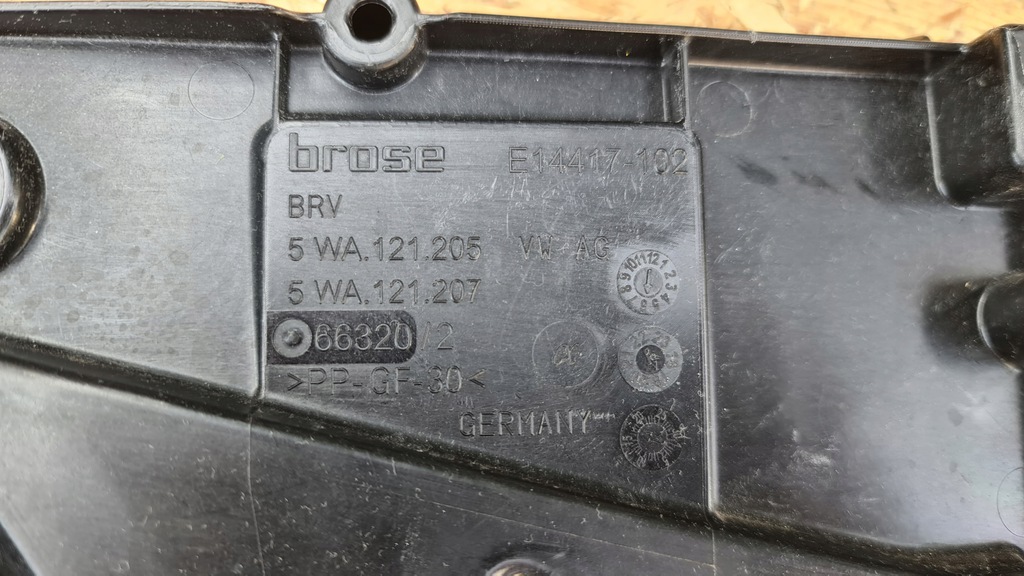 brose E14417-102
BRV
5 WA.121.205 VW AG
5 WA.121.207
66320/2
>PP-GF-30<
GERMANY